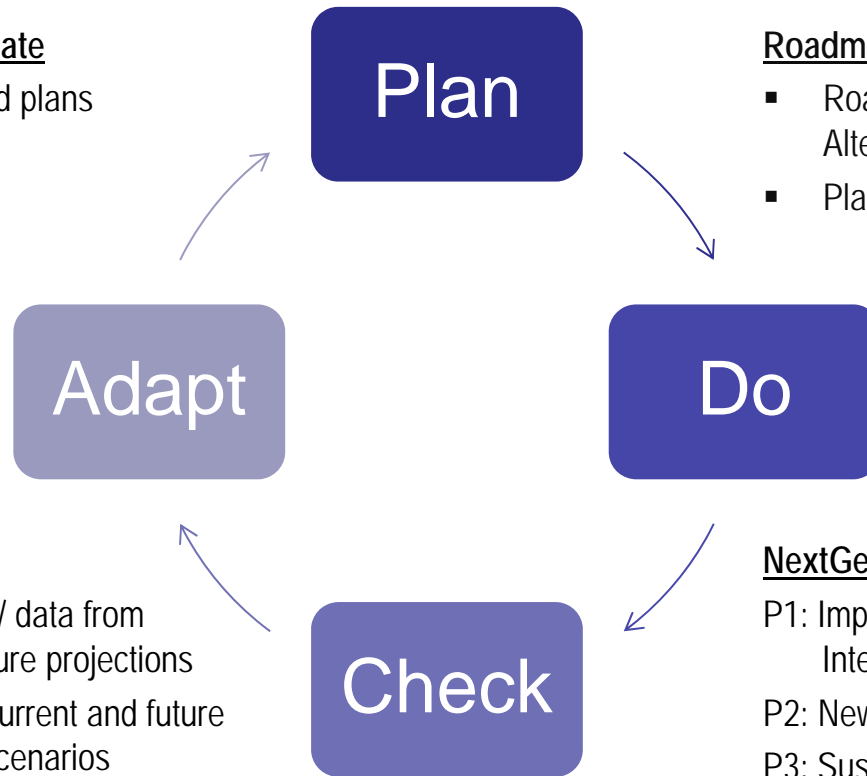 ate
d plans
Plan
Roadm
▪ Roa
Alte
▪ Pla
Adapt
Do
/ data from
ure projections
urrent and future
cenarios
Check
NextGe
P1: Imp
Inte
P2: New
P3: Sus